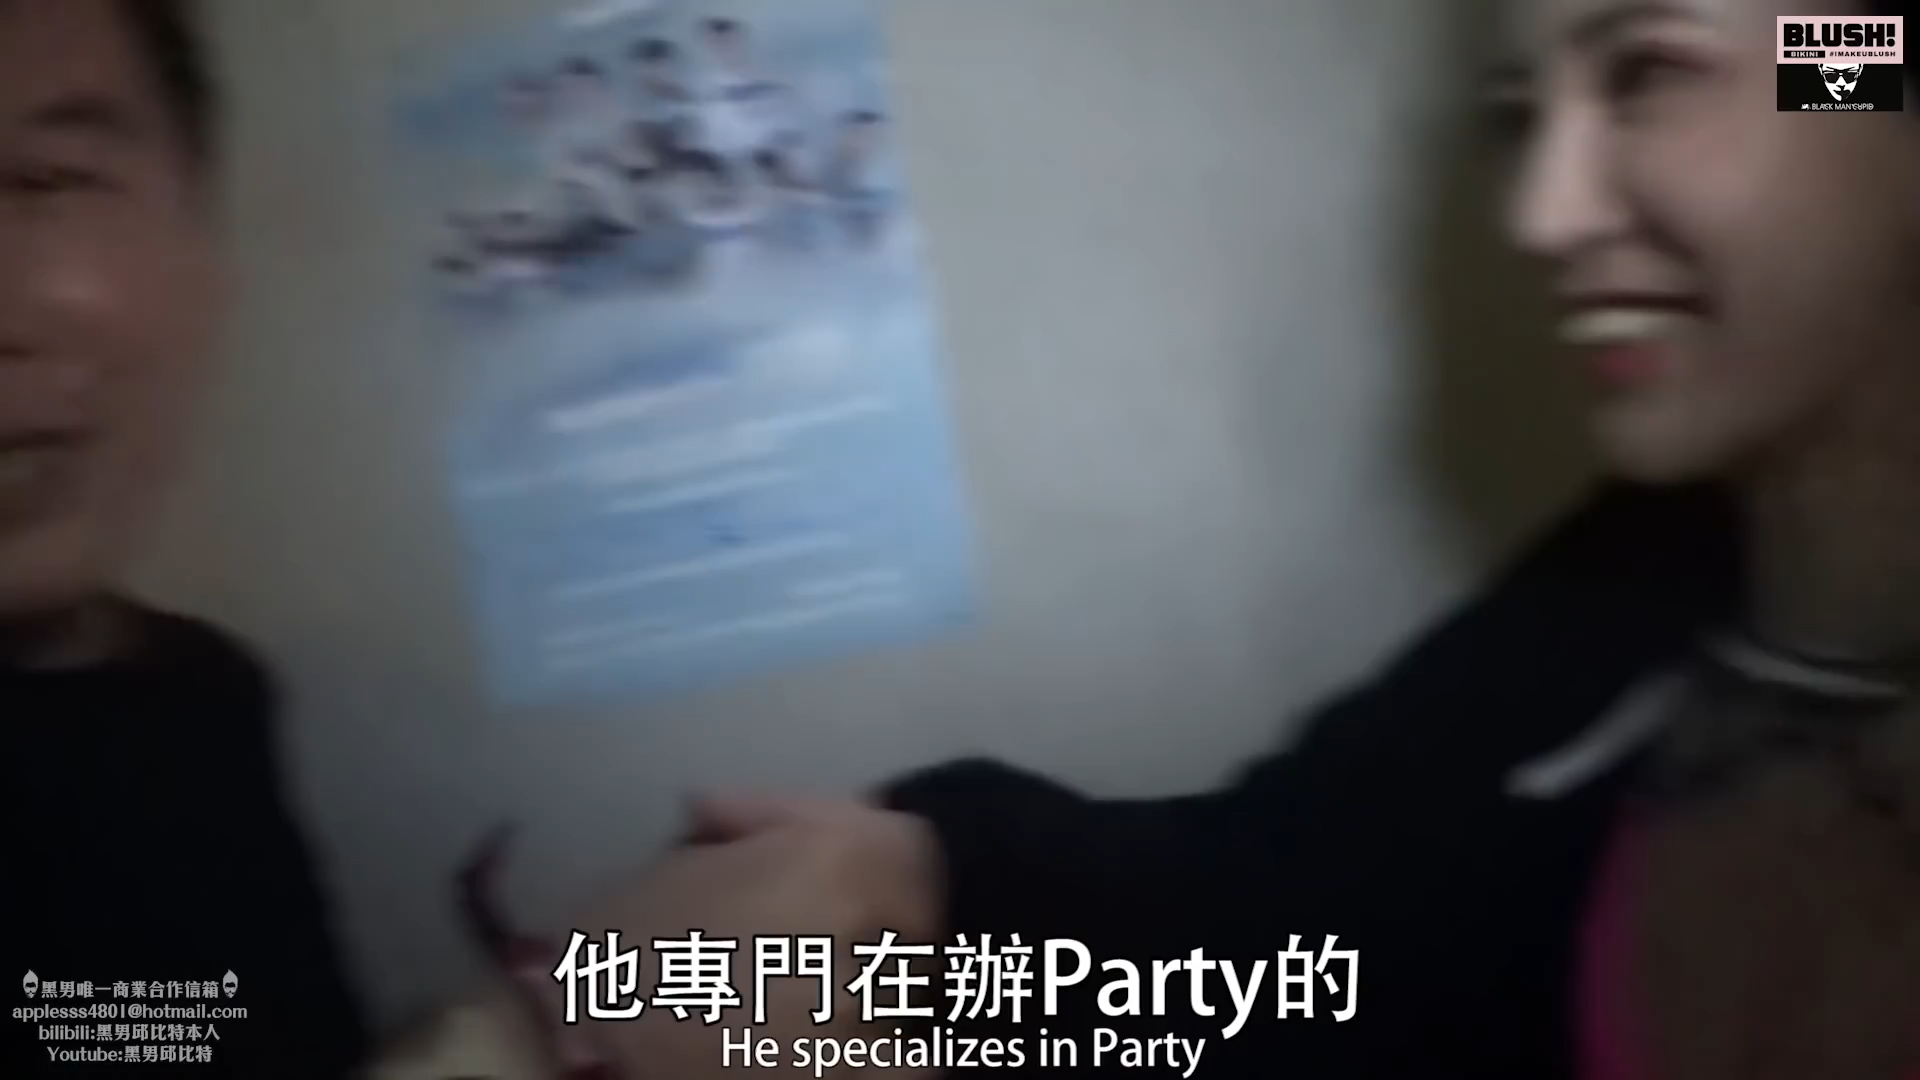 BLUSH!
BIKINI #IMAKEUBLUSH
MR. BLACK MAN CUPID
他專門在辦Party的
He specializes in Party
黑男唯一商業合作信箱
applesss4801@hotmail.com
bilibili:黑男邱比特本人
Youtube:黑男邱比特